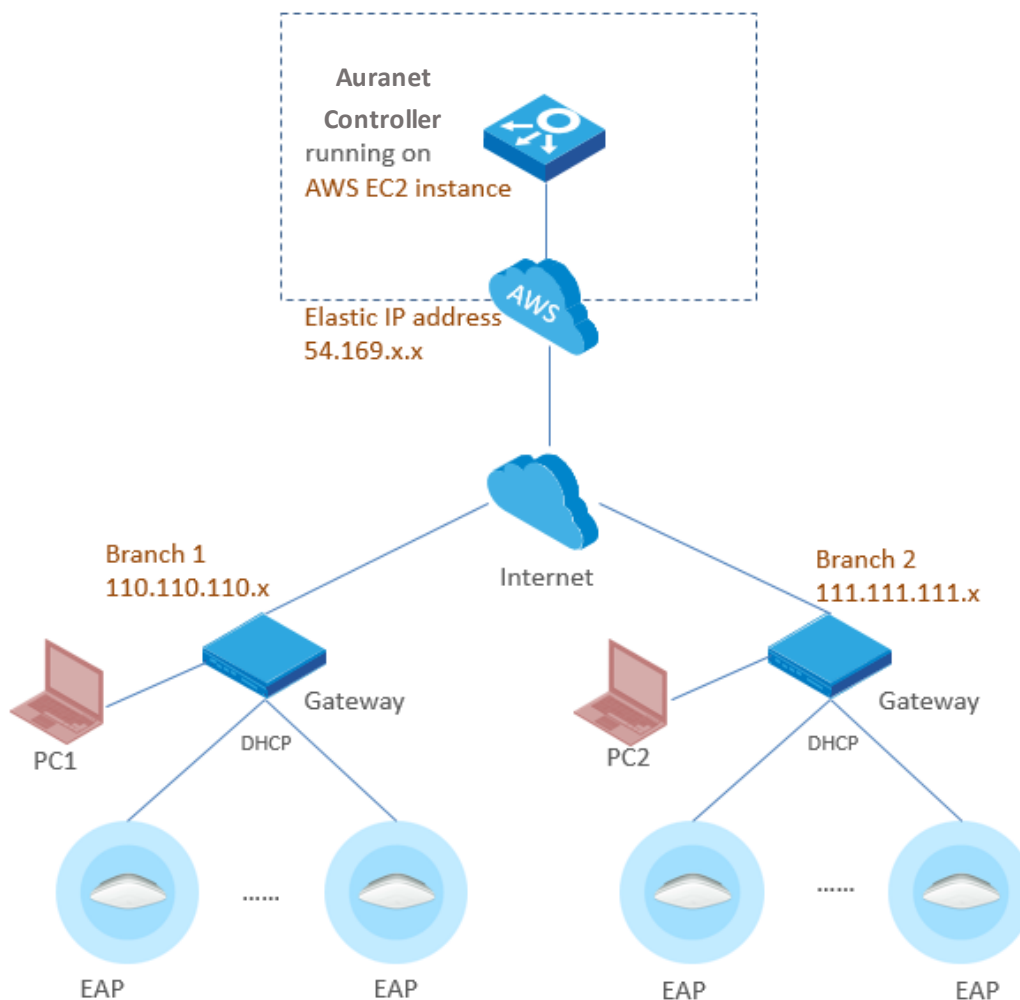 Auranet
Controller
running on
AWS EC2 instance
AWS
Elastic IP address
54.169.x.x
Internet
Branch 1
110.110.110.x
Branch 2
111.111.111.x
Gateway
Gateway
PC1
DHCP
PC2
DHCP
......
......
EAP
EAP
EAP
EAP